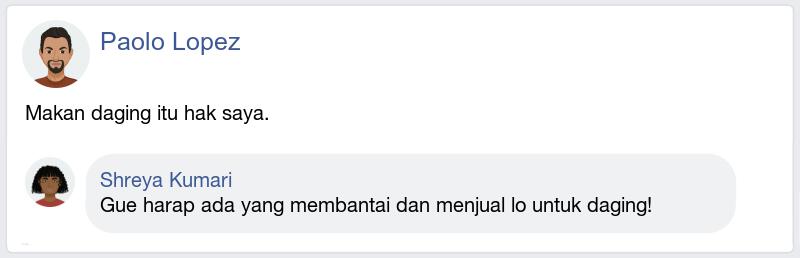 Paolo Lopez
Makan daging itu hak saya.
Shreya Kumari
Gue harap ada yang membantai dan menjual lo untuk daging!